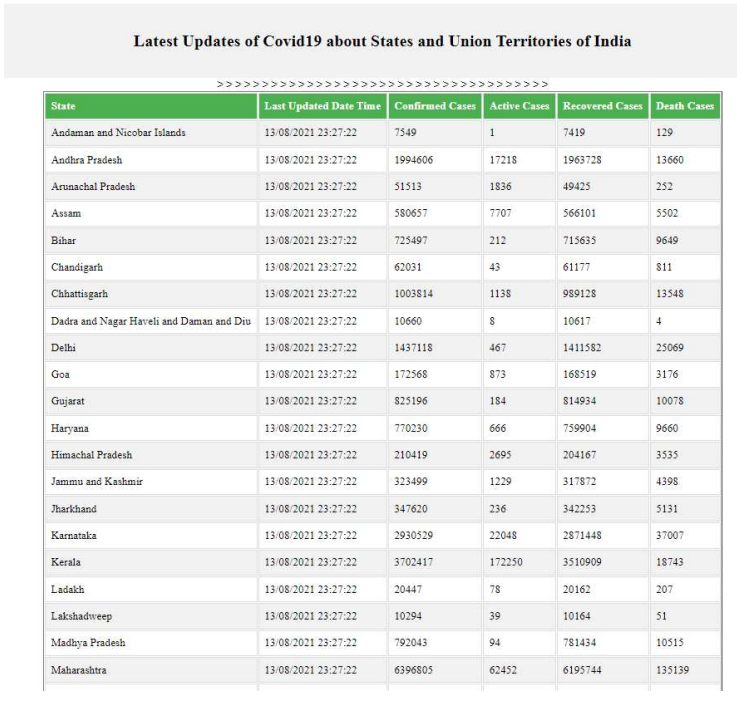 Latest Updates of Covid19 about States and Union Territories of India
>>>>>>>>>>>>>>>>>>>>>>>>>>>>>>>>>>>>>
State Last Updated Date Time Confirmed Cases Active Cases Recovered Cases Death Cases
Andaman and Nicobar Islands 13/08/2021 23:27:22 7549 1 7419 129
Andhra Pradesh 13/08/2021 23:27:22 1994606 17218 1963728 13660
Arunachal Pradesh 13/08/2021 23:27:22 51513 1836 49425 252
Assam 13/08/2021 23:27:22 580657 7707 566101 5502
Bihar 13/08/2021 23:27:22 725497 212 715635 9649
Chandigarh 13/08/2021 23:27:22 62031 43 61177 811
Chhattisgarh 13/08/2021 23:27:22 1003814 1138 989128 13548
Dadra and Nagar Haveli and Daman and Diu 13/08/2021 23:27:22 10660 8 10617 4
Delhi 13/08/2021 23:27:22 1437118 467 1411582 25069
Goa 13/08/2021 23:27:22 172568 873 168519 3176
Gujarat 13/08/2021 23:27:22 825196 184 814934 10078
Haryana 13/08/2021 23:27:22 770230 666 759904 9660
Himachal Pradesh 13/08/2021 23:27:22 210419 2695 204167 3535
Jammu and Kashmir 13/08/2021 23:27:22 323499 1229 317872 4398
Jharkhand 13/08/2021 23:27:22 347620 236 342253 5131
Karnataka 13/08/2021 23:27:22 2930529 22048 2871448 37007
Kerala 13/08/2021 23:27:22 3702417 172250 3510909 18743
Ladakh 13/08/2021 23:27:22 20447 78 20162 207
Lakshadweep 13/08/2021 23:27:22 10294 39 10164 51
Madhya Pradesh 13/08/2021 23:27:22 792043 94 781434 10515
Maharashtra 13/08/2021 23:27:22 6396805 62452 6195744 135139